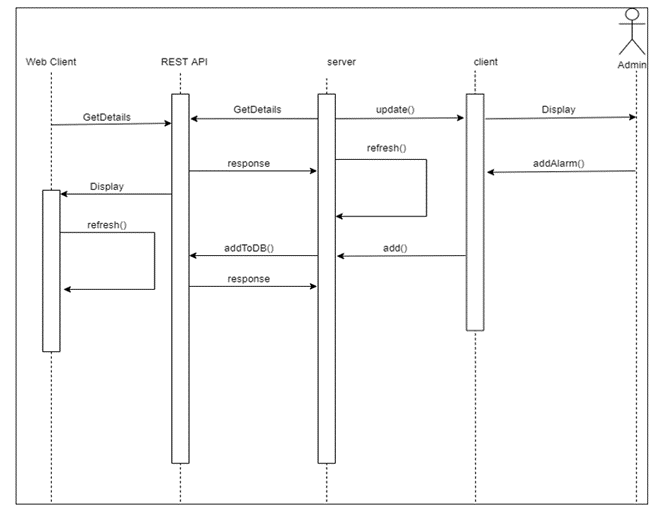 Web Client
REST API
server
client
Admin
GetDetails
GetDetails
update()
Display
refresh()
response
addAlarm()
Display
refresh()
addToDB()
add()
response